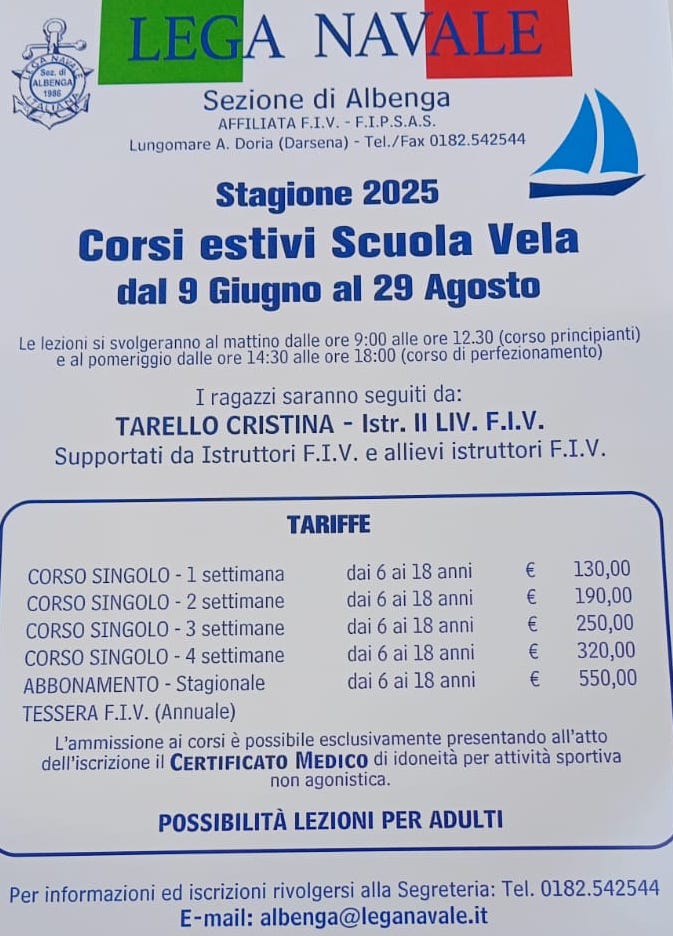 LEGA NAVALE
LEGA NAVALE
Sez. di
ALBENGA
1986
ITALIANA
Sezione di Albenga
AFFILIATA F.I.V. - F.I.P.S.A.S.
Lungomare A. Doria (Darsena) - Tel./Fax 0182.542544
Stagione 2025
Corsi estivi Scuola Vela
dal 9 Giugno al 29 Agosto
Le lezioni si svolgeranno al mattino dalle ore 9:00 alle ore 12.30 (corso principianti)
e al pomeriggio dalle ore 14:30 alle ore 18:00 (corso di perfezionamento)
I ragazzi saranno seguiti da:
TARELLO CRISTINA - Istr. II LIV. F.I.V.
Supportati da Istruttori F.I.V. e allievi istruttori F.I.V.
TARIFFE
CORSO SINGOLO - 1 settimana dai 6 ai 18 anni € 130,00
CORSO SINGOLO - 2 settimane dai 6 ai 18 anni € 190,00
CORSO SINGOLO - 3 settimane dai 6 ai 18 anni € 250,00
CORSO SINGOLO - 4 settimane dai 6 ai 18 anni € 320,00
ABBONAMENTO - Stagionale dai 6 ai 18 anni € 550,00
TESSERA F.I.V. (Annuale)
L'ammissione ai corsi è possibile esclusivamente presentando all'atto
dell'iscrizione il CERTIFICATO MEDICO di idoneità per attività sportiva
non agonistica.
POSSIBILITÀ LEZIONI PER ADULTI
Per informazioni ed iscrizioni rivolgersi alla Segreteria: Tel. 0182.542544
E-mail: albenga@leganavale.it